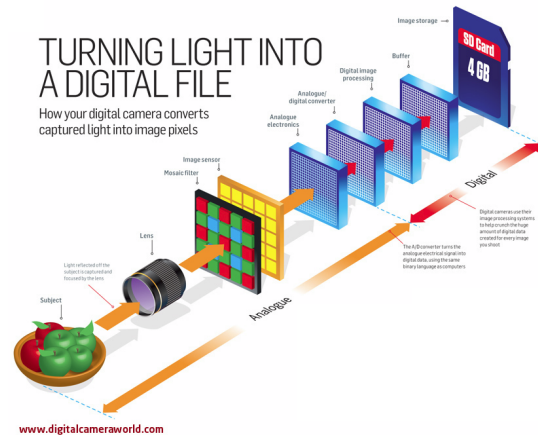 TURNING LIGHT INTO
A DIGITAL FILE
How your digital camera converts
captured light into image pixels
Image storage
SD Card
4 GB
Buffer
Digital image
processing
Analogue/
digital converter
Analogue
electronics
Image sensor
Mosaic filter
Lens
Light reflected off the
subject is captured and
focused by the lens
Subject
Analogue
Digital
The A/D converter turns the
analogue electrical signal into
digital data, using the same
binary language as computers
Digital cameras use their
image processing systems
to help crunch the huge
amount of digital data
created for every image
you shoot
www.digitalcameraworld.com